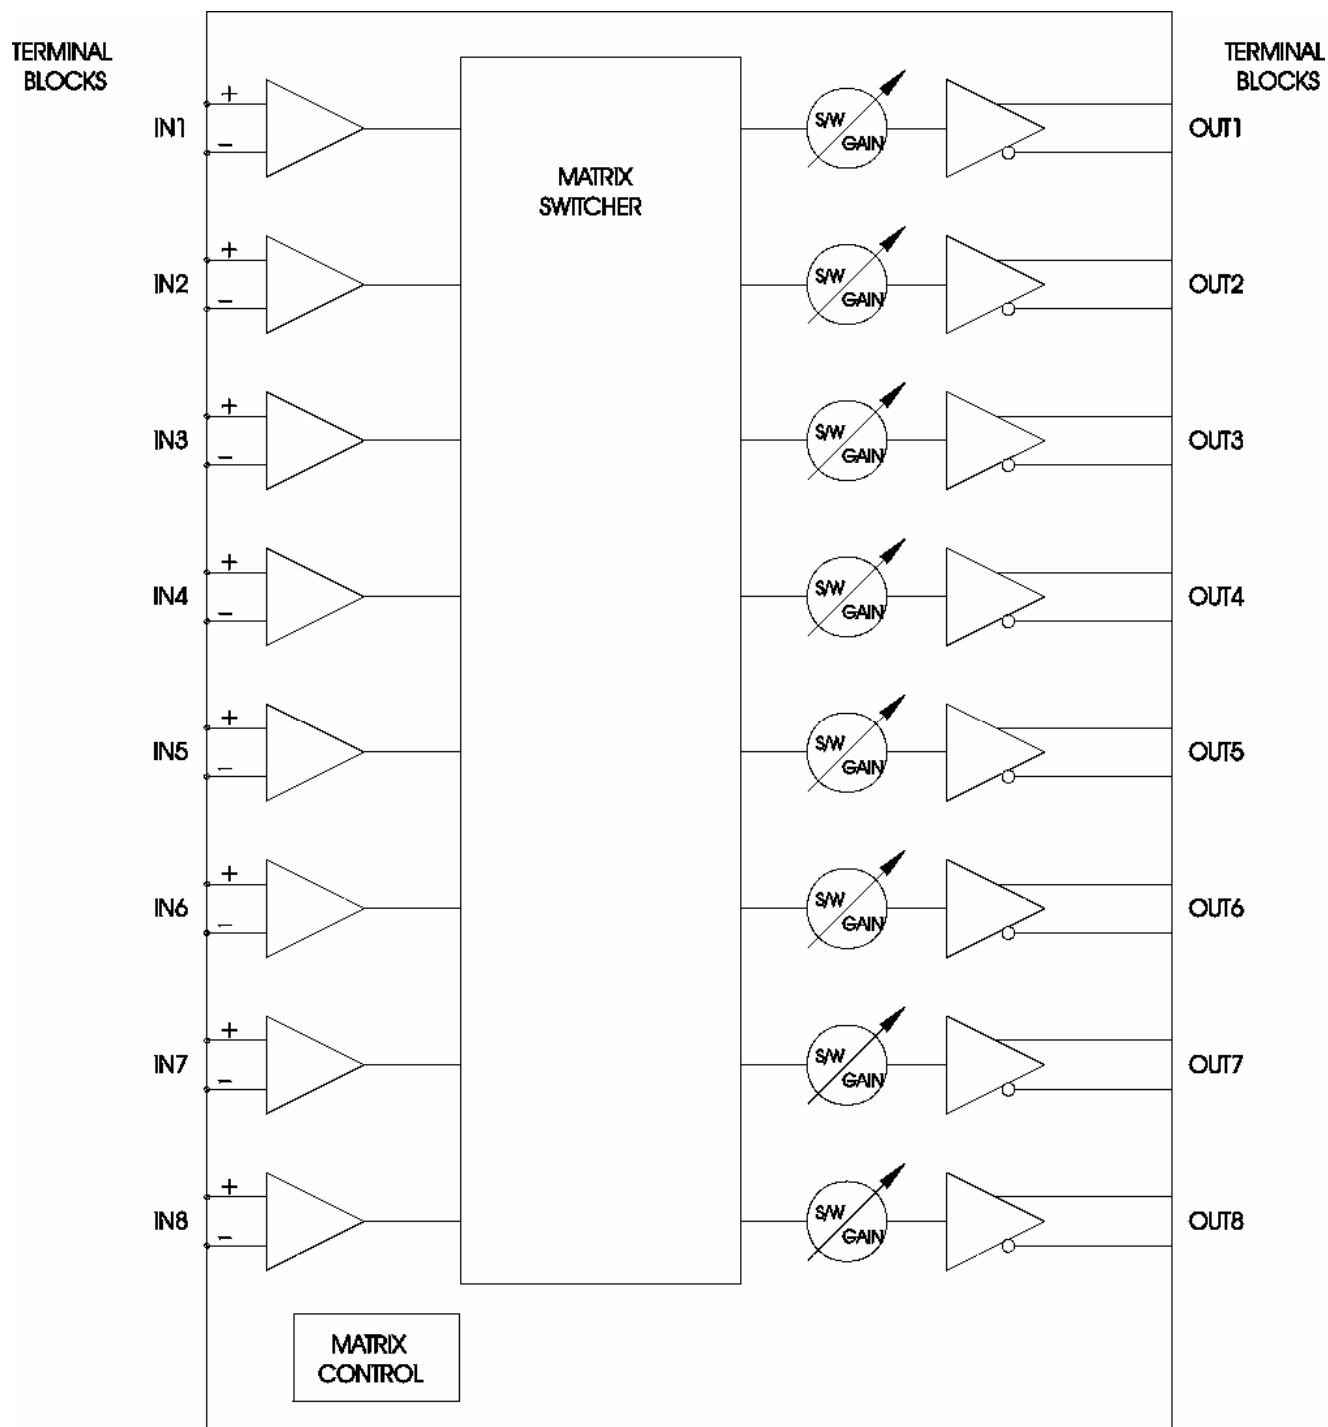 TERMINAL
BLOCKS
TERMINAL
BLOCKS
MATRIX
SWITCHER
+
IN1
-
S/W
GAIN
OUT1
+
IN2
-
S/W
GAIN
OUT2
+
IN3
-
S/W
GAIN
OUT3
+
IN4
-
S/W
GAIN
OUT4
+
IN5
-
S/W
GAIN
OUT5
+
IN6
-
S/W
GAIN
OUT6
+
IN7
-
S/W
GAIN
OUT7
+
IN8
-
S/W
GAIN
OUT8
MATRIX
CONTROL